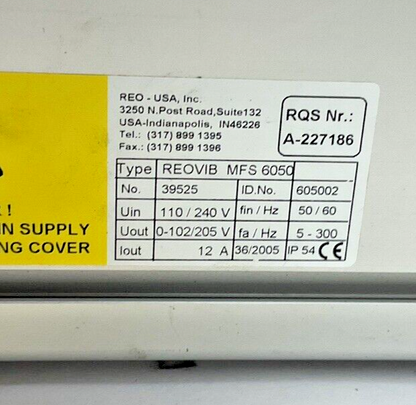 REO - USA, Inc.
3250 N.Post Road,Suite132
USA-Indianapolis, IN46226
Tel.: (317) 899 1395
Fax.: (317) 899 1396
RQS Nr.:
A-227186
Type REOVIB MFS 6050
No. 39525 ID.No. 605002
Uin 110 / 240 V fin / Hz 50 / 60
Uout 0-102/205 V fa / Hz 5 - 300
Iout 12 A 36/2005 IP 54 CE
!
IN SUPPLY
NG COVER